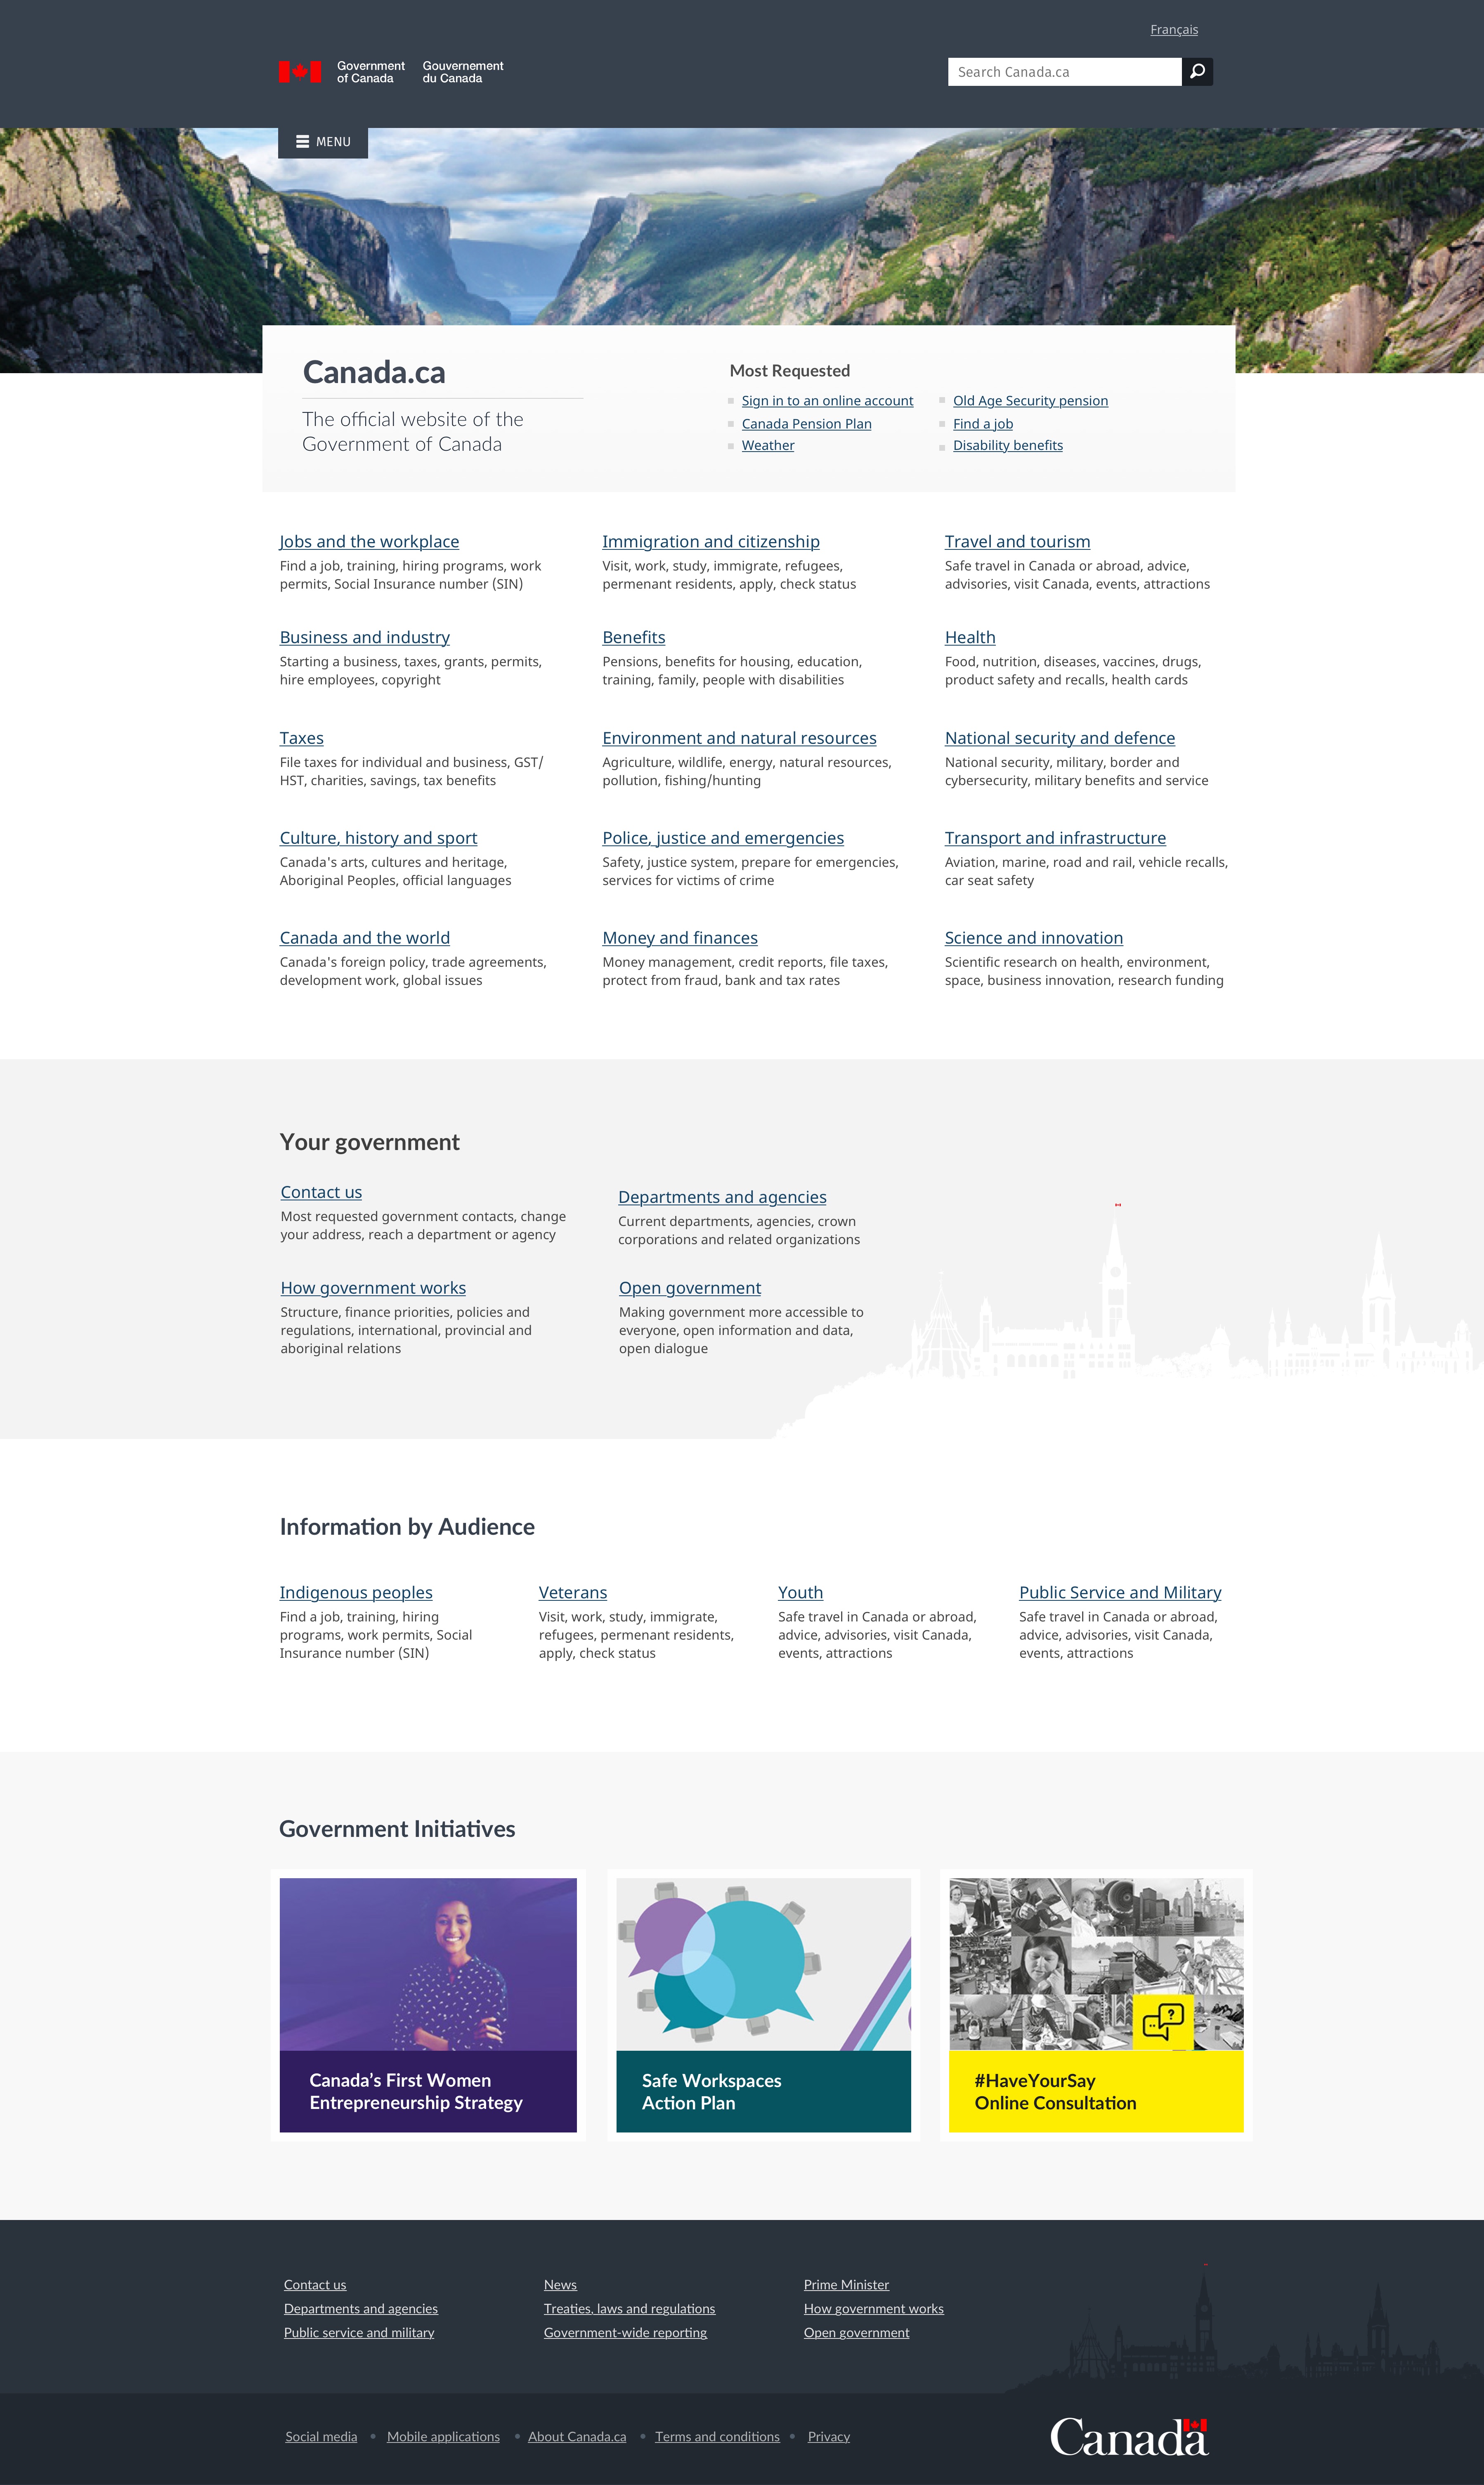 Français
Government
of Canada
Gouvernement
du Canada
Search Canada.ca
MENU
Canada.ca
The official website of the
Government of Canada
Most Requested
Sign in to an online account
Canada Pension Plan
Weather
Old Age Security pension
Find a job
Disability benefits
Jobs and the workplace
Find a job, training, hiring programs, work
permits, Social Insurance number (SIN)
Immigration and citizenship
Visit, work, study, immigrate, refugees,
permenant residents, apply, check status
Travel and tourism
Safe travel in Canada or abroad, advice,
advisories, visit Canada, events, attractions
Business and industry
Starting a business, taxes, grants, permits,
hire employees, copyright
Benefits
Pensions, benefits for housing, education,
training, family, people with disabilities
Health
Food, nutrition, diseases, vaccines, drugs,
product safety and recalls, health cards
Taxes
File taxes for individual and business, GST/
HST, charities, savings, tax benefits
Environment and natural resources
Agriculture, wildlife, energy, natural resources,
pollution, fishing/hunting
National security and defence
National security, military, border and
cybersecurity, military benefits and service
Culture, history and sport
Canada's arts, cultures and heritage,
Aboriginal Peoples, official languages
Police, justice and emergencies
Safety, justice system, prepare for emergencies,
services for victims of crime
Transport and infrastructure
Aviation, marine, road and rail, vehicle recalls,
car seat safety
Canada and the world
Canada's foreign policy, trade agreements,
development work, global issues
Money and finances
Money management, credit reports, file taxes,
protect from fraud, bank and tax rates
Science and innovation
Scientific research on health, environment,
space, business innovation, research funding
Your government
Contact us
Most requested government contacts, change
your address, reach a department or agency
Departments and agencies
Current departments, agencies, crown
corporations and related organizations
How government works
Structure, finance priorities, policies and
regulations, international, provincial and
aboriginal relations
Open government
Making government more accessible to
everyone, open information and data,
open dialogue
Information by Audience
Indigenous peoples
Find a job, training, hiring
programs, work permits, Social
Insurance number (SIN)
Veterans
Visit, work, study, immigrate,
refugees, permenant residents,
apply, check status
Youth
Safe travel in Canada or abroad,
advice, advisories, visit Canada,
events, attractions
Public Service and Military
Safe travel in Canada or abroad,
advice, advisories, visit Canada,
events, attractions
Government Initiatives
Canada’s First Women
Entrepreneurship Strategy
Safe Workspaces
Action Plan
?
#HaveYourSay
Online Consultation
Contact us
Departments and agencies
Public service and military
News
Treaties, laws and regulations
Government-wide reporting
Prime Minister
How government works
Open government
Social media • Mobile applications • About Canada.ca • Terms and conditions • Privacy
Canada